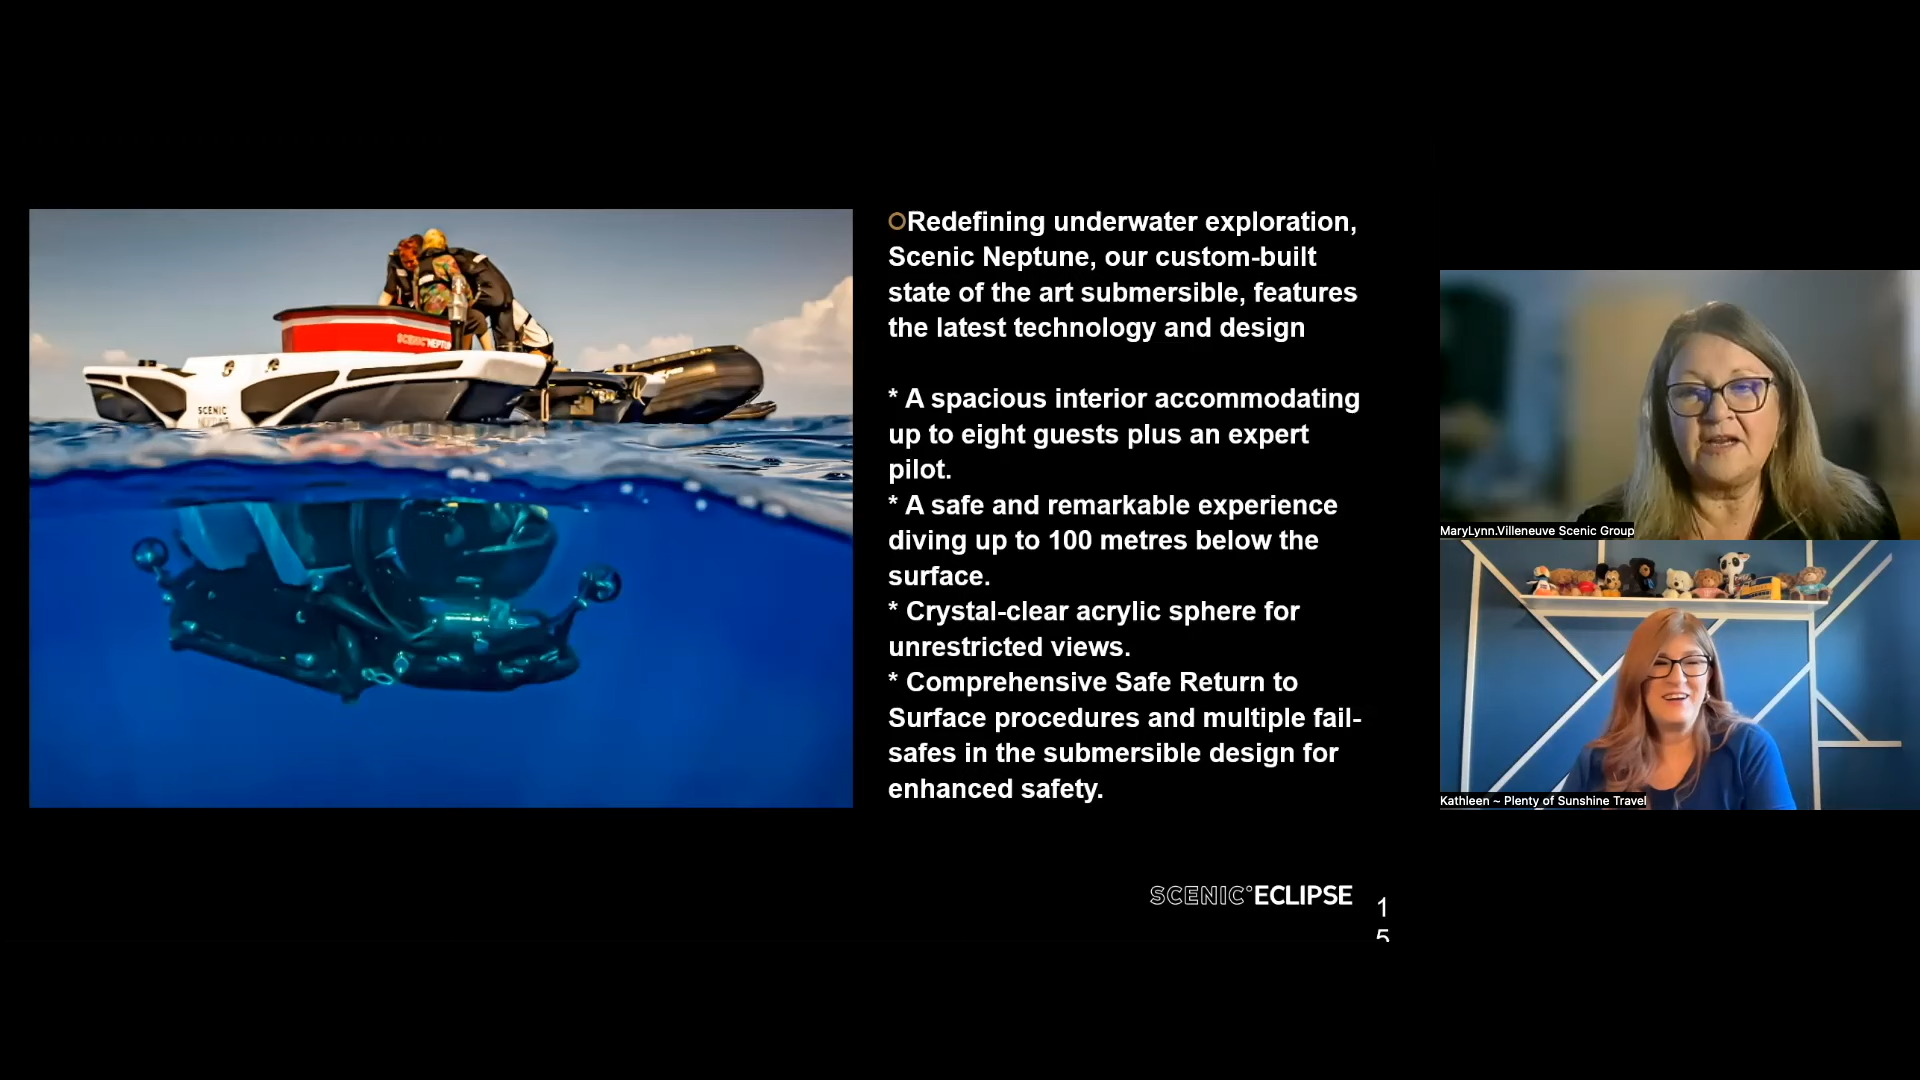 Redefining underwater exploration,
Scenic Neptune, our custom-built
state of the art submersible, features
the latest technology and design
* A spacious interior accommodating
up to eight guests plus an expert
pilot.
* A safe and remarkable experience
diving up to 100 metres below the
surface.
* Crystal-clear acrylic sphere for
unrestricted views.
* Comprehensive Safe Return to
Surface procedures and multiple fail-
safes in the submersible design for
enhanced safety.
SCENIC NEPTUNE
SCENIC
SCENIC ECLIPSE
1
5
MaryLynn.Villeneuve Scenic Group
Kathleen ~ Plenty of Sunshine Travel